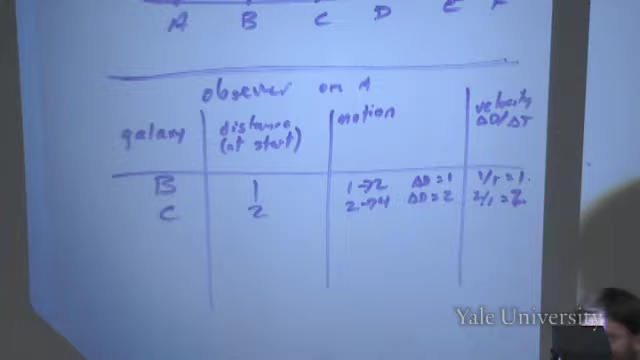 A B C D E F
observer on A
galaxy distance (at start) motion velocity ΔD/ΔT
B 1 1→2 ΔD=1 1/1=1.
C 2 2→4 ΔD=2 2/1=2.
Yale University